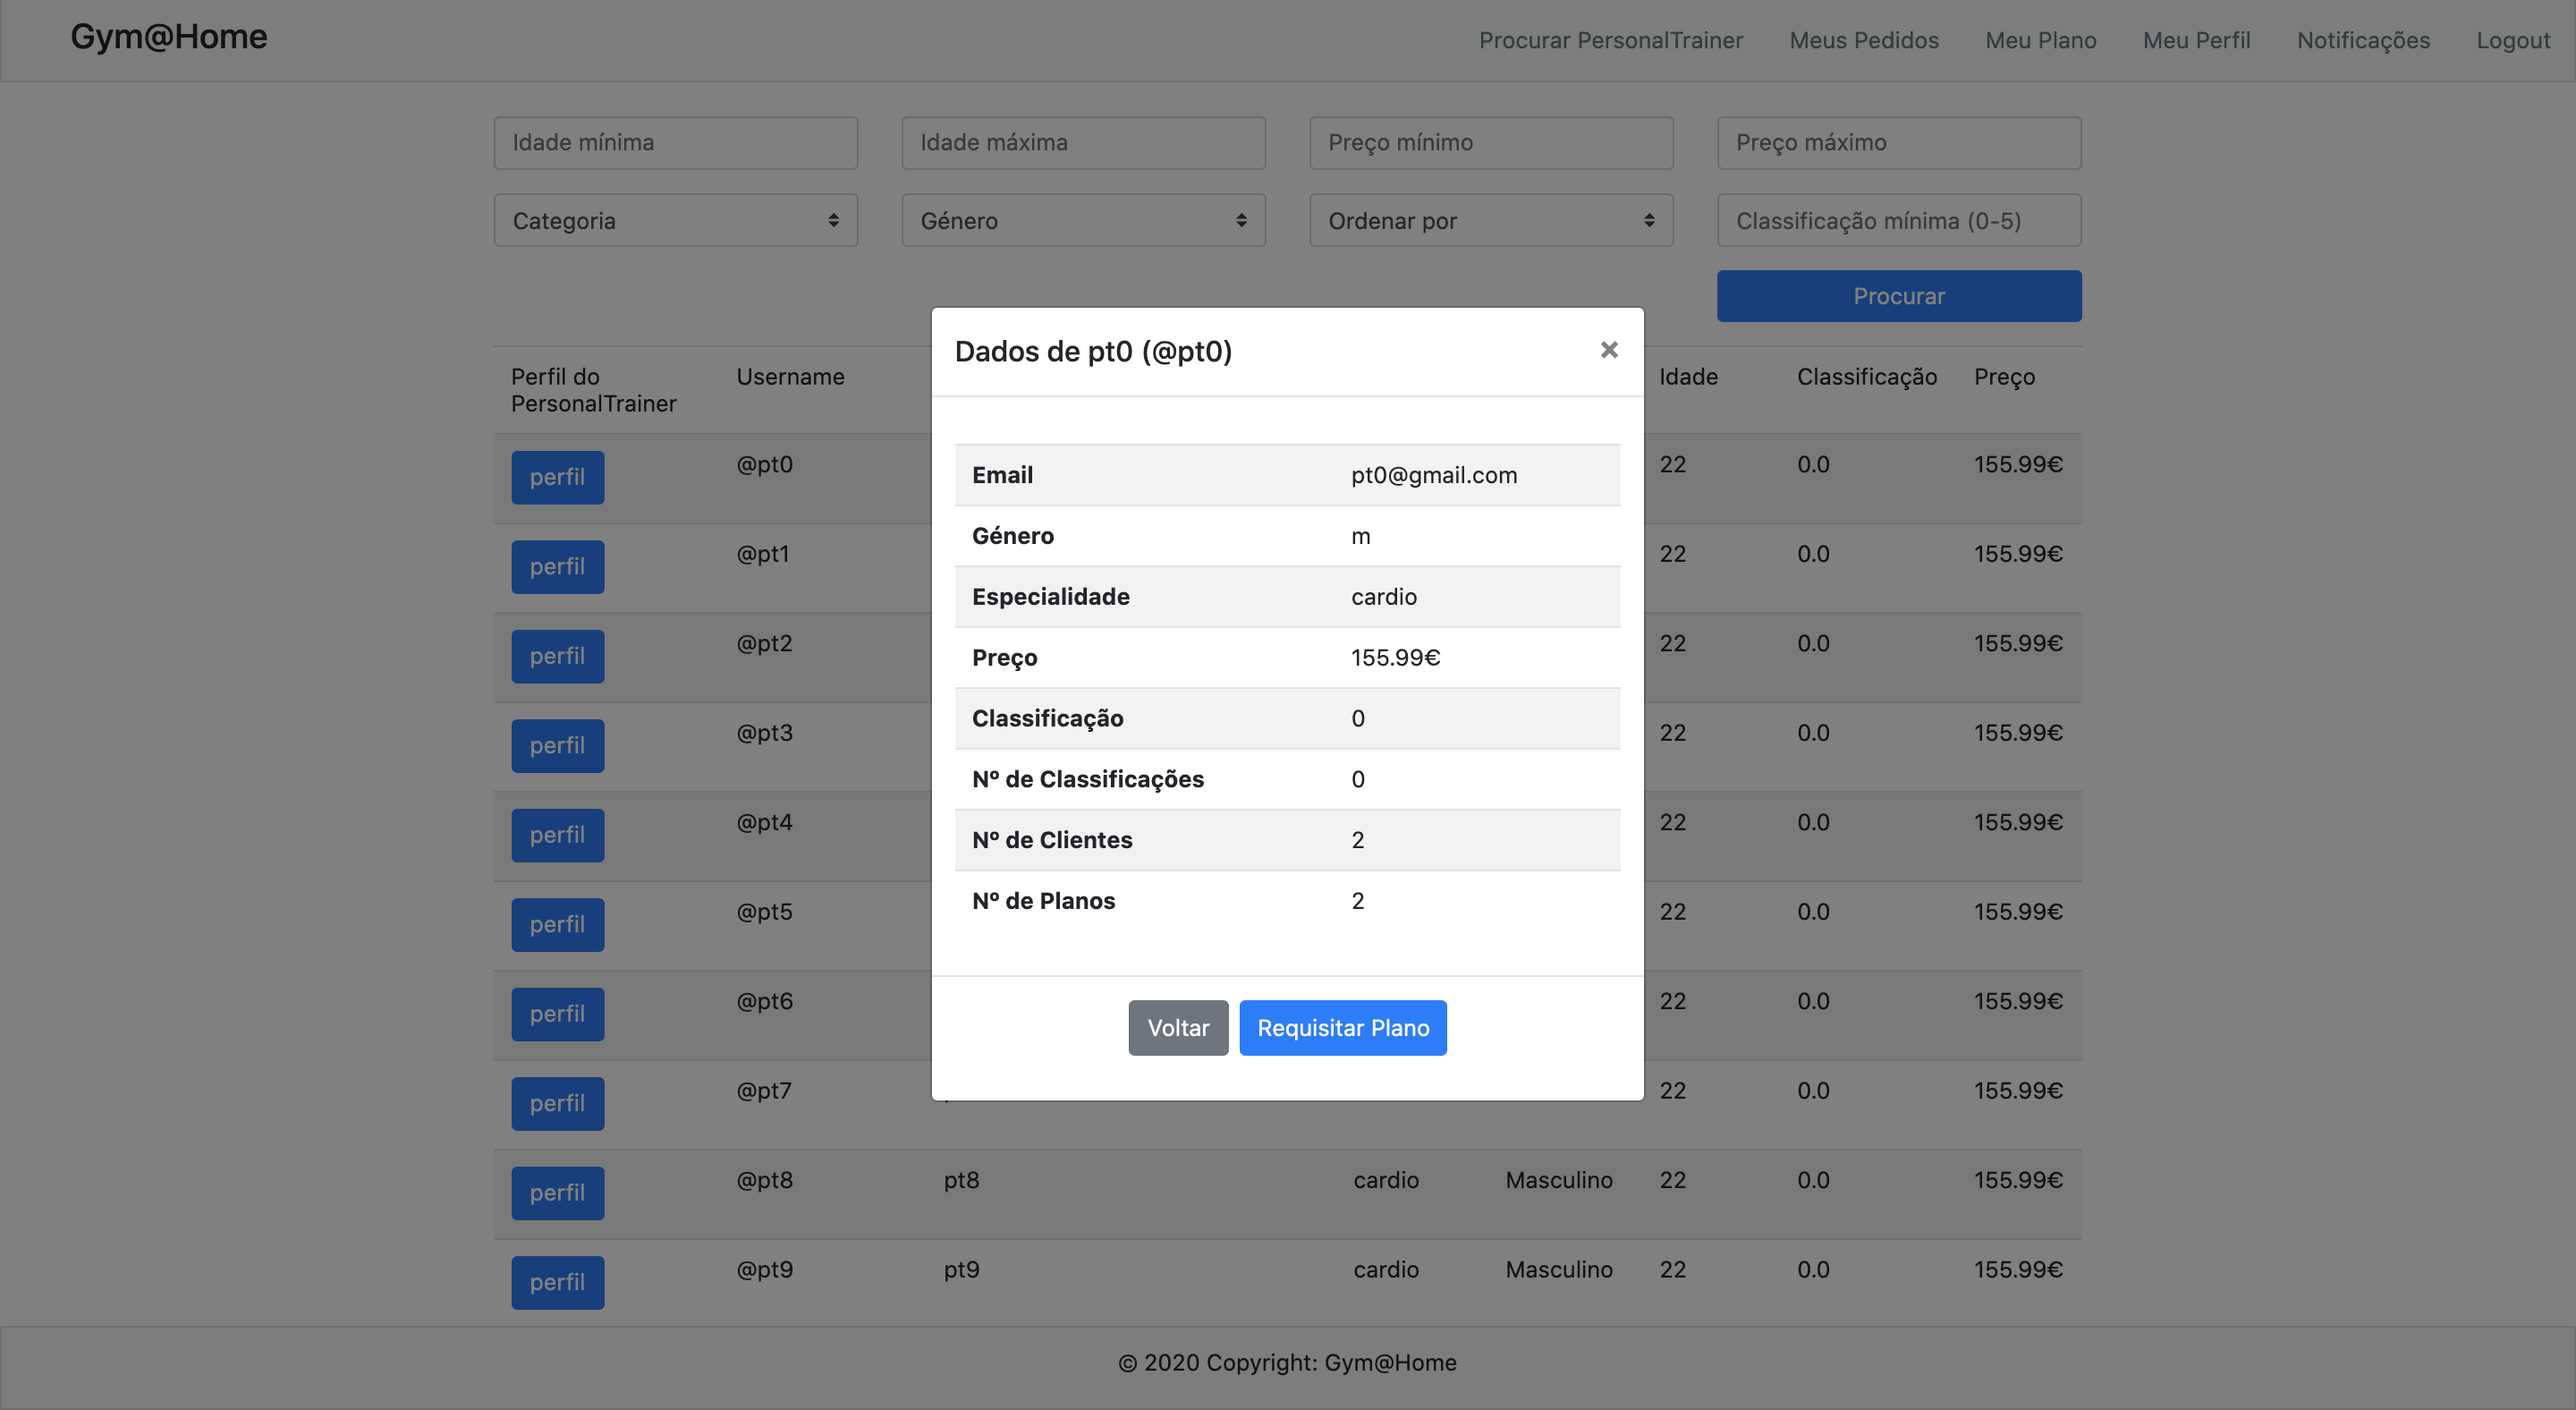 Gym@Home
Procurar PersonalTrainer Meus Pedidos Meu Plano Meu Perfil Notificações Logout
Idade mínima Idade máxima Preço mínimo Preço máximo
Categoria Género Ordenar por Classificação mínima (0-5)
Procurar
Perfil do PersonalTrainer Username Idade Classificação Preço
perfil @pt0 22 0.0 155.99€
perfil @pt1 22 0.0 155.99€
perfil @pt2 22 0.0 155.99€
perfil @pt3 22 0.0 155.99€
perfil @pt4 22 0.0 155.99€
perfil @pt5 22 0.0 155.99€
perfil @pt6 22 0.0 155.99€
perfil @pt7 22 0.0 155.99€
perfil @pt8 pt8 cardio Masculino 22 0.0 155.99€
perfil @pt9 pt9 cardio Masculino 22 0.0 155.99€
Dados de pt0 (@pt0) ×
Email pt0@gmail.com
Género m
Especialidade cardio
Preço 155.99€
Classificação 0
Nº de Classificações 0
Nº de Clientes 2
Nº de Planos 2
Voltar Requisitar Plano
© 2020 Copyright: Gym@Home